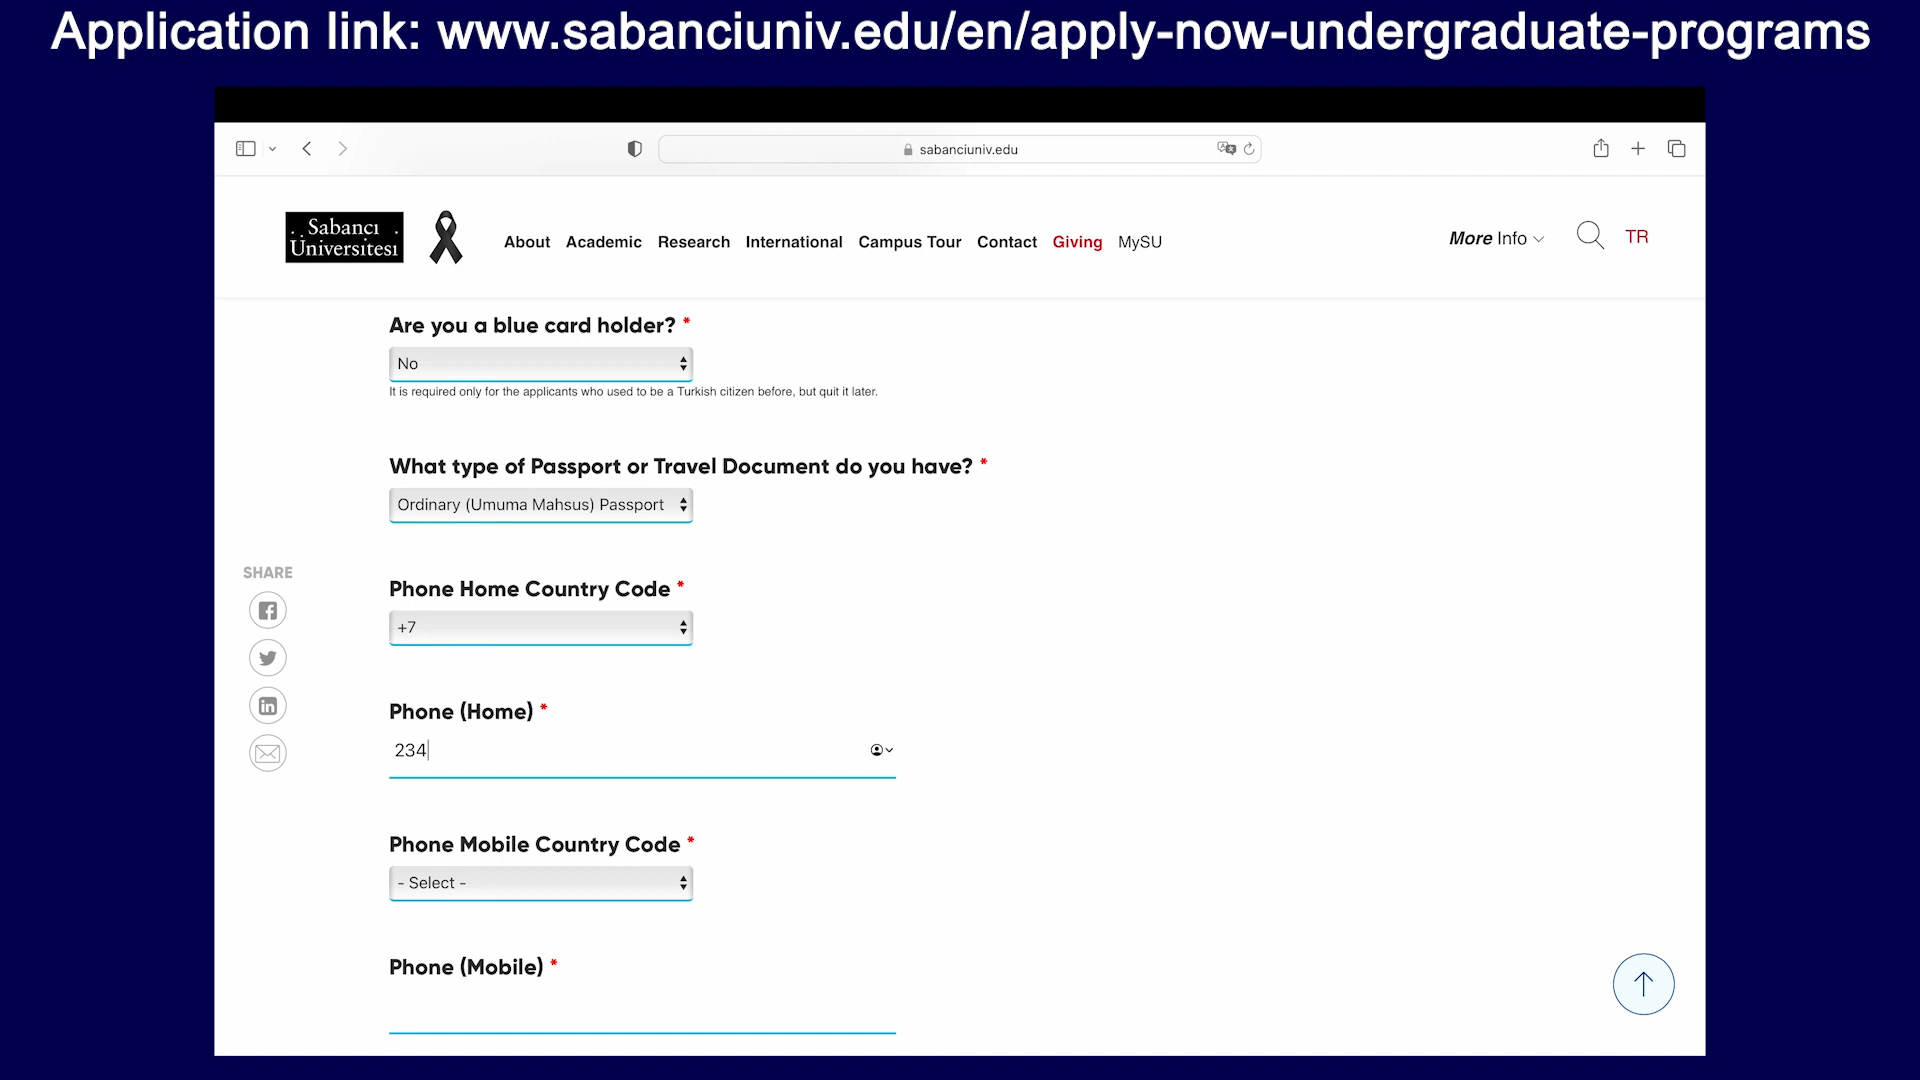 Application link: www.sabanciuniv.edu/en/apply-now-undergraduate-programs
sabanciuniv.edu
Sabancı
Üniversitesi
About Academic Research International Campus Tour Contact Giving MySU
More Info
TR
Are you a blue card holder? *
No
It is required only for the applicants who used to be a Turkish citizen before, but quit it later.
What type of Passport or Travel Document do you have? *
Ordinary (Umuma Mahsus) Passport
SHARE
Phone Home Country Code *
+7
Phone (Home) *
234
Phone Mobile Country Code *
- Select -
Phone (Mobile) *